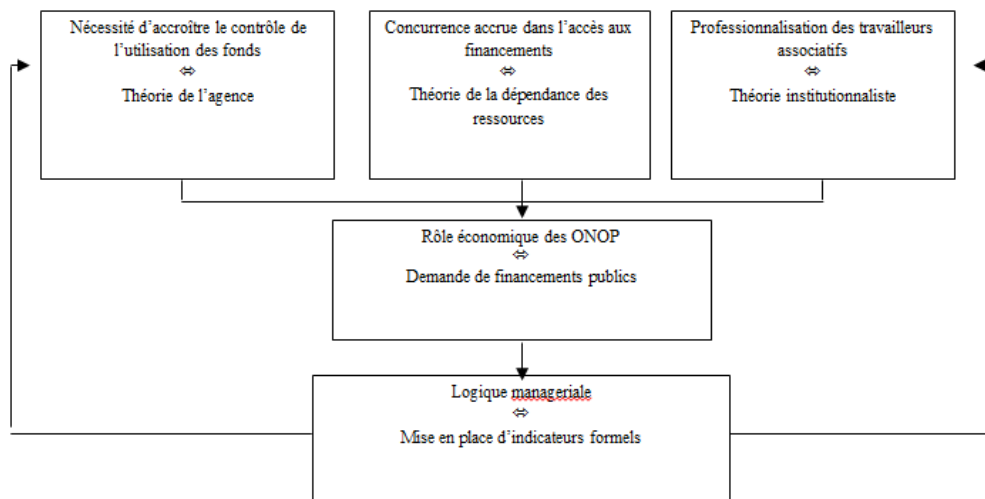 Nécessité d'accroître le contrôle de
l'utilisation des fonds
⇔
Théorie de l'agence
Concurrence accrue dans l'accès aux
financements
⇔
Théorie de la dépendance des
ressources
Professionnalisation des travailleurs
associatifs
⇔
Théorie institutionnaliste
Rôle économique des ONOP
⇔
Demande de financements publics
Logique manageriale
⇔
Mise en place d'indicateurs formels